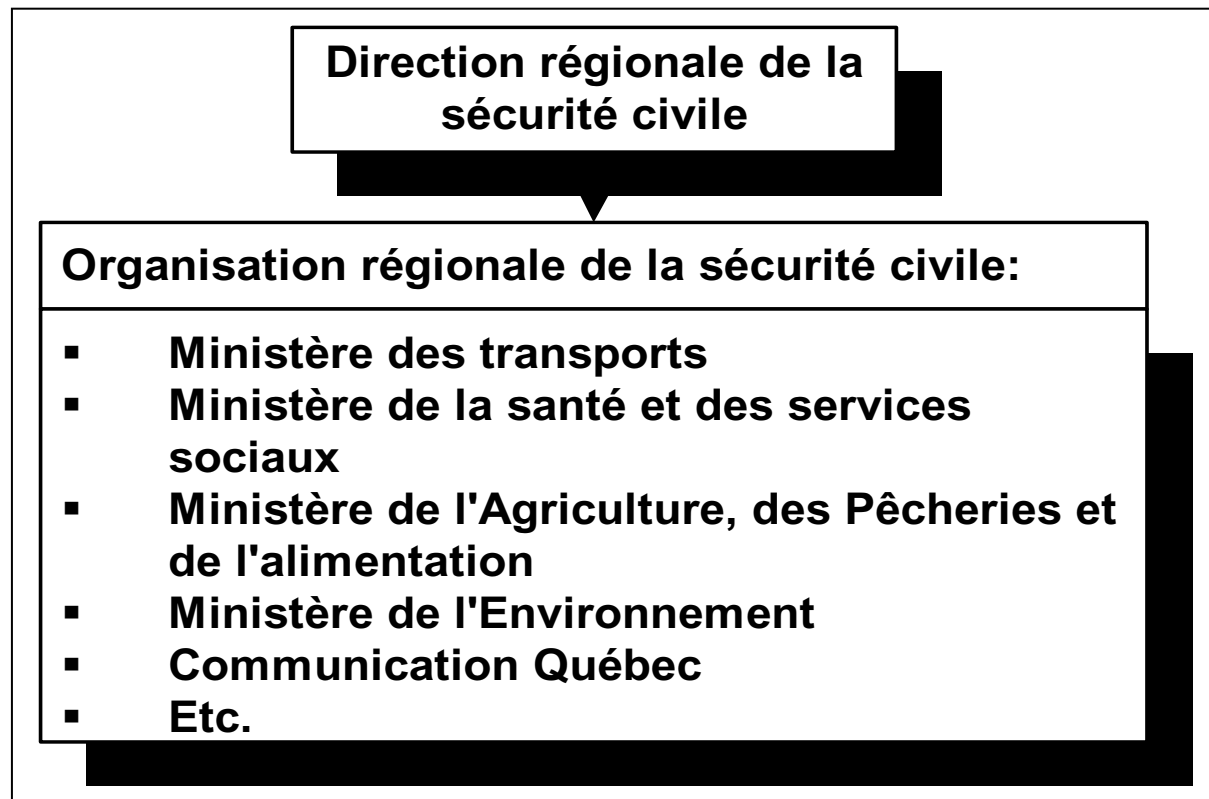 Direction régionale de la
sécurité civile
Organisation régionale de la sécurité civile:
▪ Ministère des transports
▪ Ministère de la santé et des services
sociaux
▪ Ministère de l'Agriculture, des Pêcheries et
de l'alimentation
▪ Ministère de l'Environnement
▪ Communication Québec
▪ Etc.